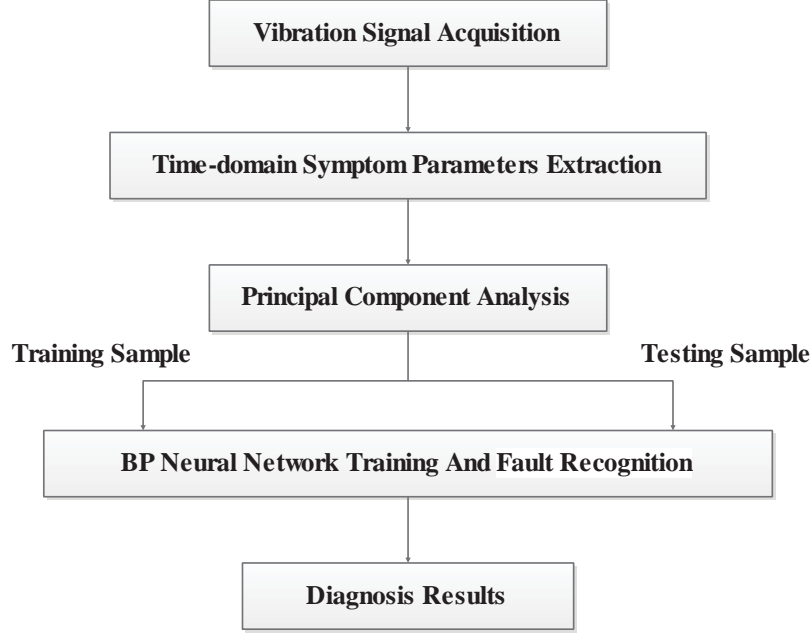 Vibration Signal Acquisition
Time-domain Symptom Parameters Extraction
Principal Component Analysis
Training Sample
Testing Sample
BP Neural Network Training And Fault Recognition
Diagnosis Results